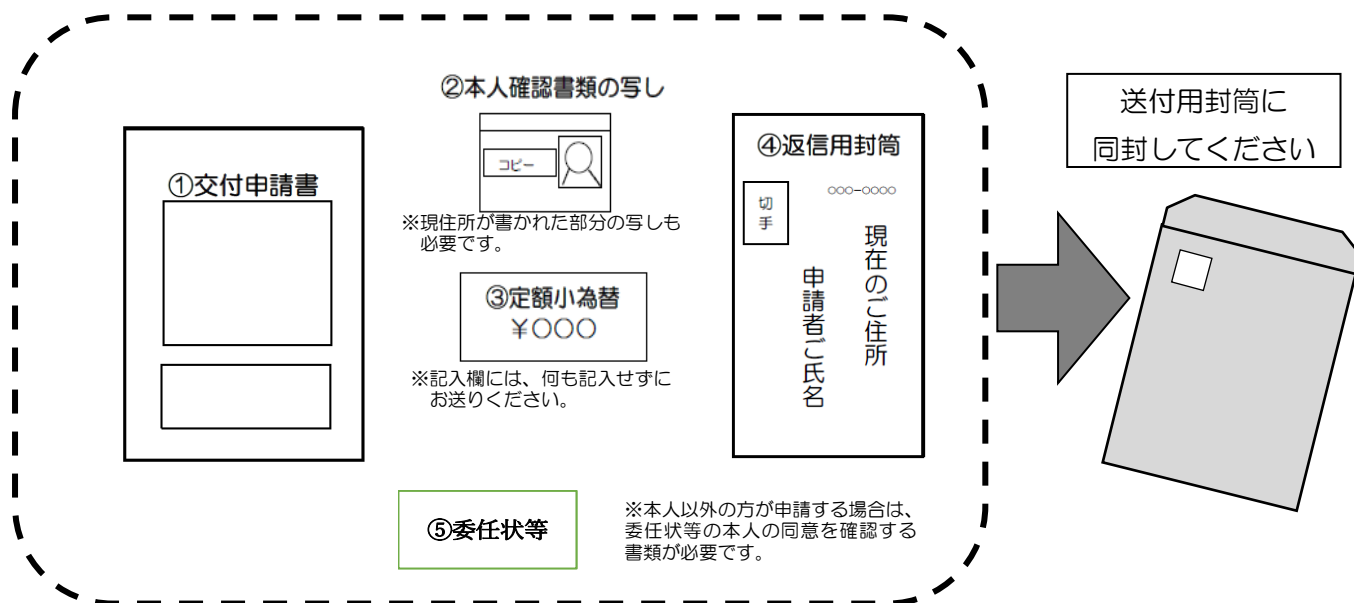 ①交付申請書
②本人確認書類の写し
コピー
※現住所が書かれた部分の写しも
必要です。
③定額小為替
¥〇〇〇
※記入欄には、何も記入せずに
お送りください。
④返信用封筒
切
手
○○○-○○○○
現在のご住所
申請者ご氏名
⑤委任状等
※本人以外の方が申請する場合は、
委任状等の本人の同意を確認する
書類が必要です。
送付用封筒に
同封してください